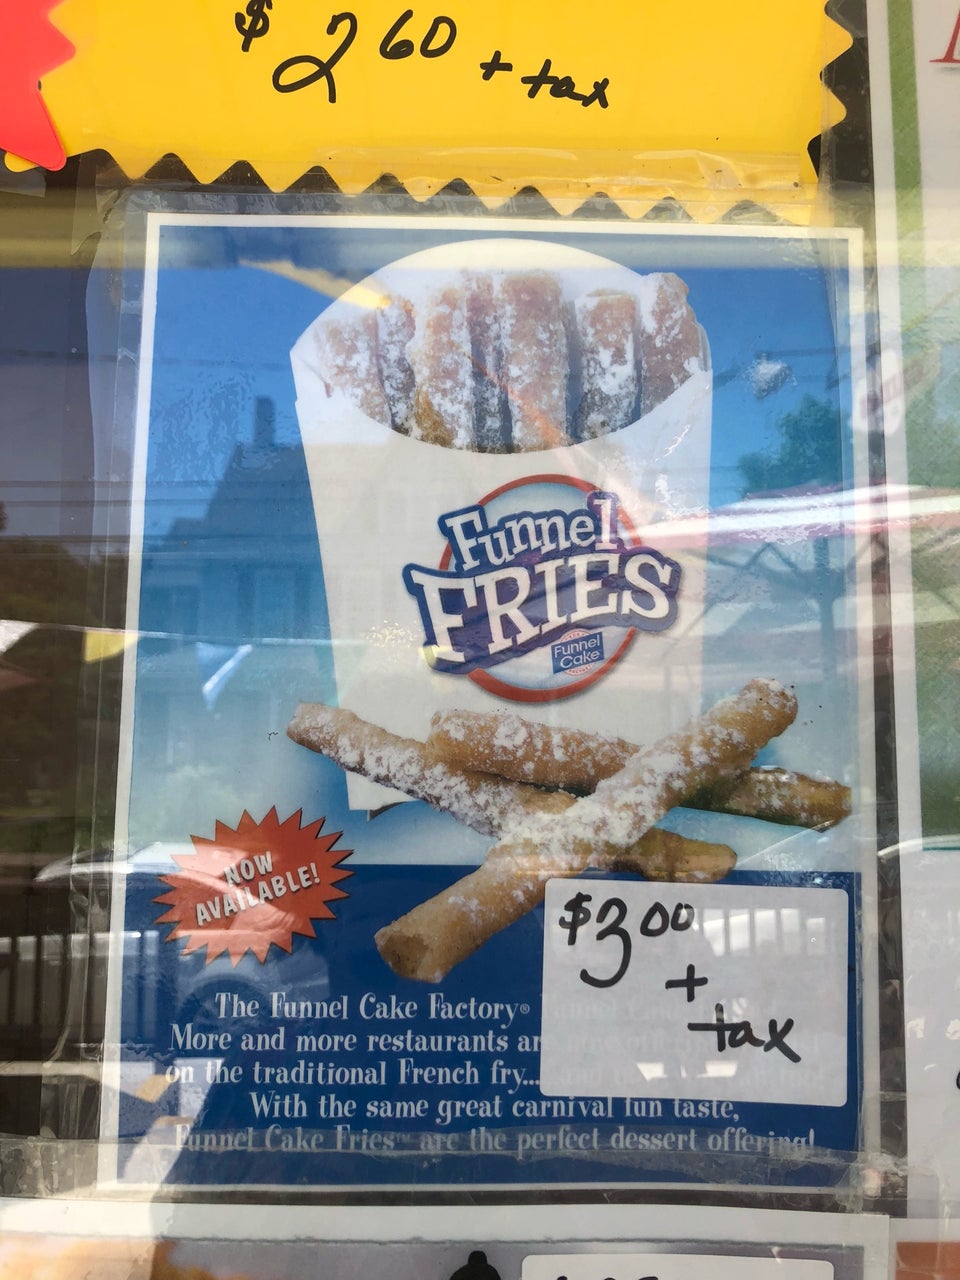 $2.60 + tax
Funnel
FRIES
Funnel
Cake
NOW
AVAILABLE!
$3.00
+
tax
The Funnel Cake Factory®
More and more restaurants
on the traditional French fry...
With the same great carnival fun taste,
Funnel Cake Fries™ are the perfect dessert offering!